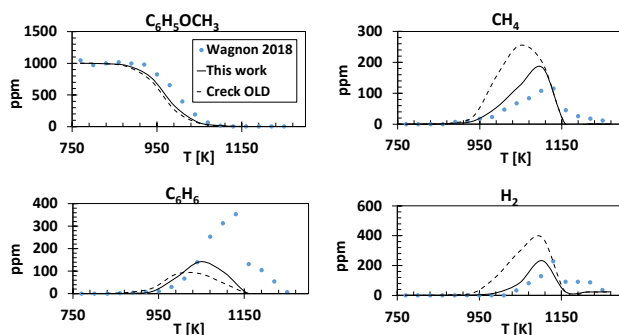 C6H5OCH3
1500
1000
500
0
ppm
750
950
1150
T [K]
Wagnon 2018
This work
Creck OLD
CH4
300
200
100
0
ppm
750
950
1150
T [K]
C6H6
400
300
200
100
0
ppm
750
950
1150
T [K]
H2
600
400
200
0
ppm
750
950
1150
T [K]